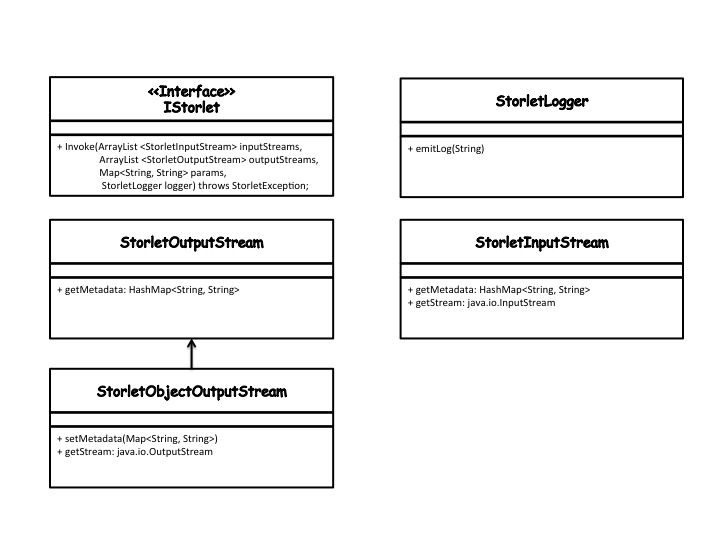 <<Interface>>
IStorlet
+ Invoke(ArrayList <StorletInputStream> inputStreams,
ArrayList <StorletOutputStream> outputStreams,
Map<String, String> params,
StorletLogger logger) throws StorletException;
StorletLogger
+ emitLog(String)
StorletOutputStream
+ getMetadata: HashMap<String, String>
StorletInputStream
+ getMetadata: HashMap<String, String>
+ getStream: java.io.InputStream
StorletObjectOutputStream
+ setMetadata(Map<String, String>)
+ getStream: java.io.OutputStream